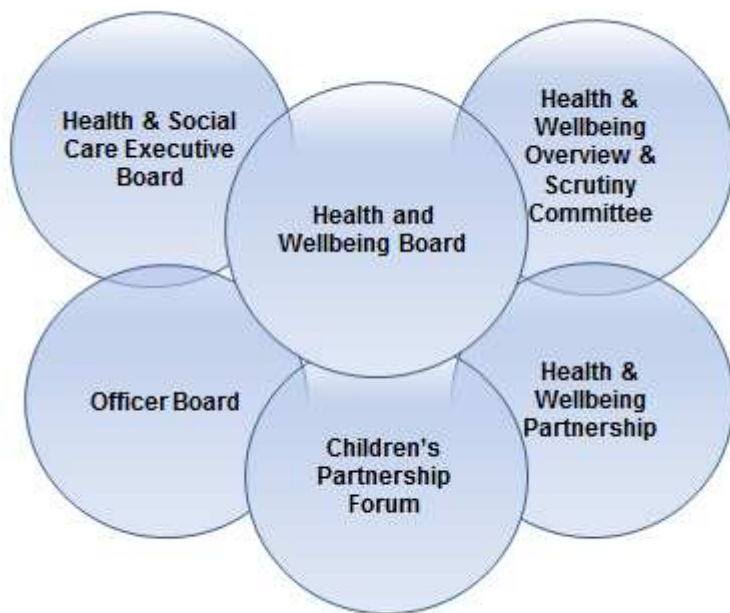 Health & Social
Care Executive
Board
Health &
Wellbeing
Overview &
Scrutiny
Committee
Health and
Wellbeing Board
Officer Board
Health &
Wellbeing
Partnership
Children's
Partnership
Forum